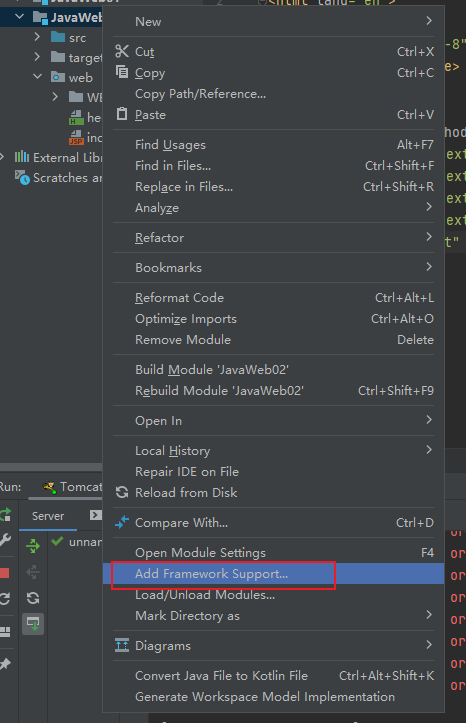 <html lang="en">
JavaWeb
New
src
-8"
Cut Ctrl+X
target
e>
Copy Ctrl+C
web
Copy Path/Reference...
WE
Paste Ctrl+V
he
ind
hod
Find Usages Alt+F7
ext
External Lib
Find in Files... Ctrl+Shift+F
ext
Scratches an
Replace in Files... Ctrl+Shift+R
ext
Analyze
ext
Refactor
t"
Bookmarks
Reformat Code Ctrl+Alt+L
Optimize Imports Ctrl+Alt+O
Remove Module Delete
Build Module 'JavaWeb02'
Rebuild Module 'JavaWeb02' Ctrl+Shift+F9
Open In
Local History
Repair IDE on File
Run: Tomcat
Reload from Disk
Server
Compare With... Ctrl+D
or
unnam
Open Module Settings F4
or
Add Framework Support...
or
Load/Unload Modules...
or
Mark Directory as
or
Diagrams
or
or
Convert Java File to Kotlin File Ctrl+Alt+Shift+K
or
Generate Workspace Model Implementation